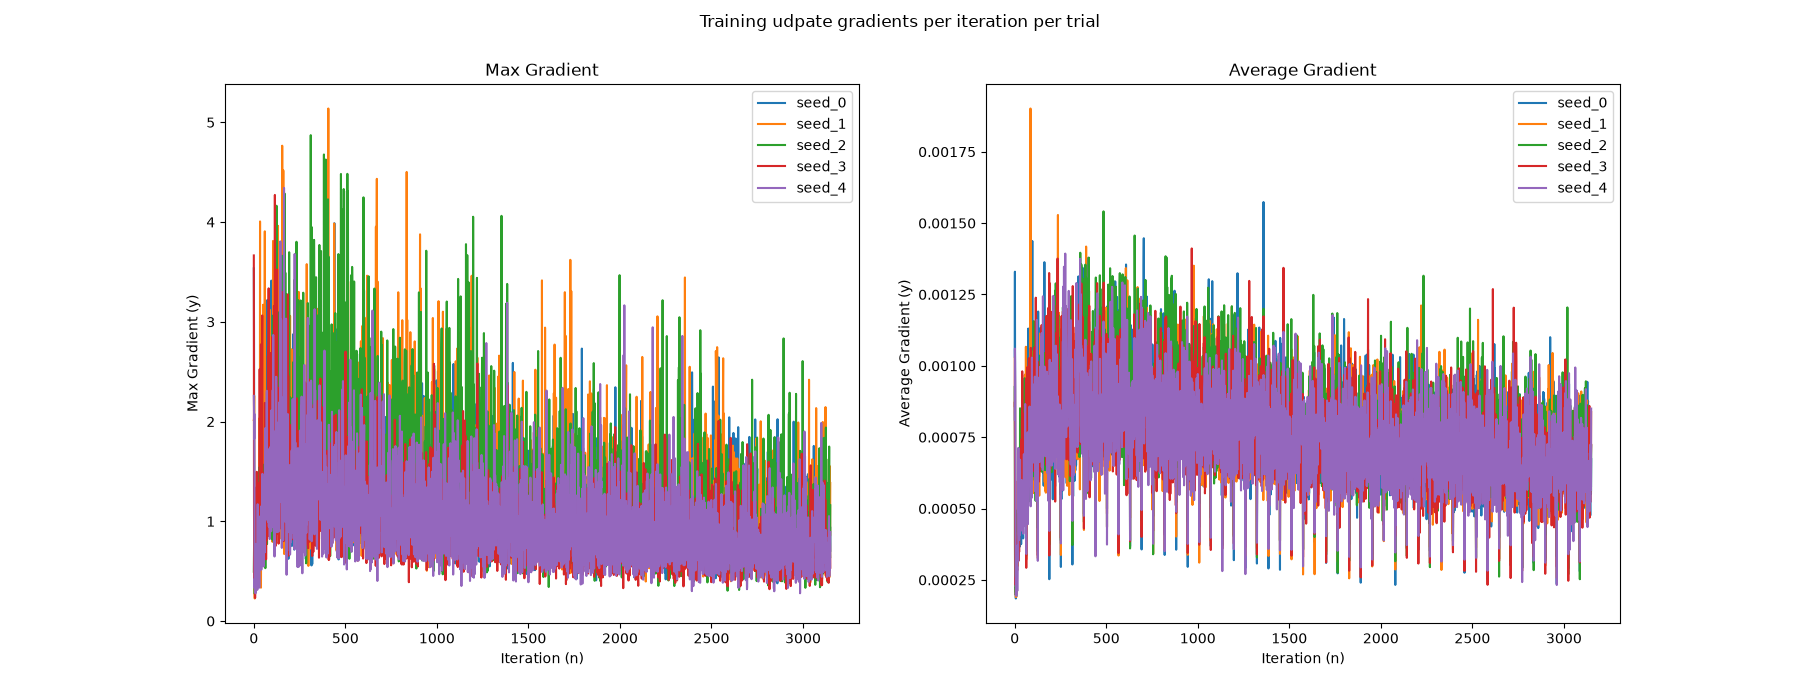 Training udpate gradients per iteration per trial
Max Gradient
Max Gradient (y)
5
4
3
2
1
0
0 500 1000 1500 2000 2500 3000
Iteration (n)
seed_0
seed_1
seed_2
seed_3
seed_4
Average Gradient
Average Gradient (y)
0.00175
0.00150
0.00125
0.00100
0.00075
0.00050
0.00025
0 500 1000 1500 2000 2500 3000
Iteration (n)
seed_0
seed_1
seed_2
seed_3
seed_4